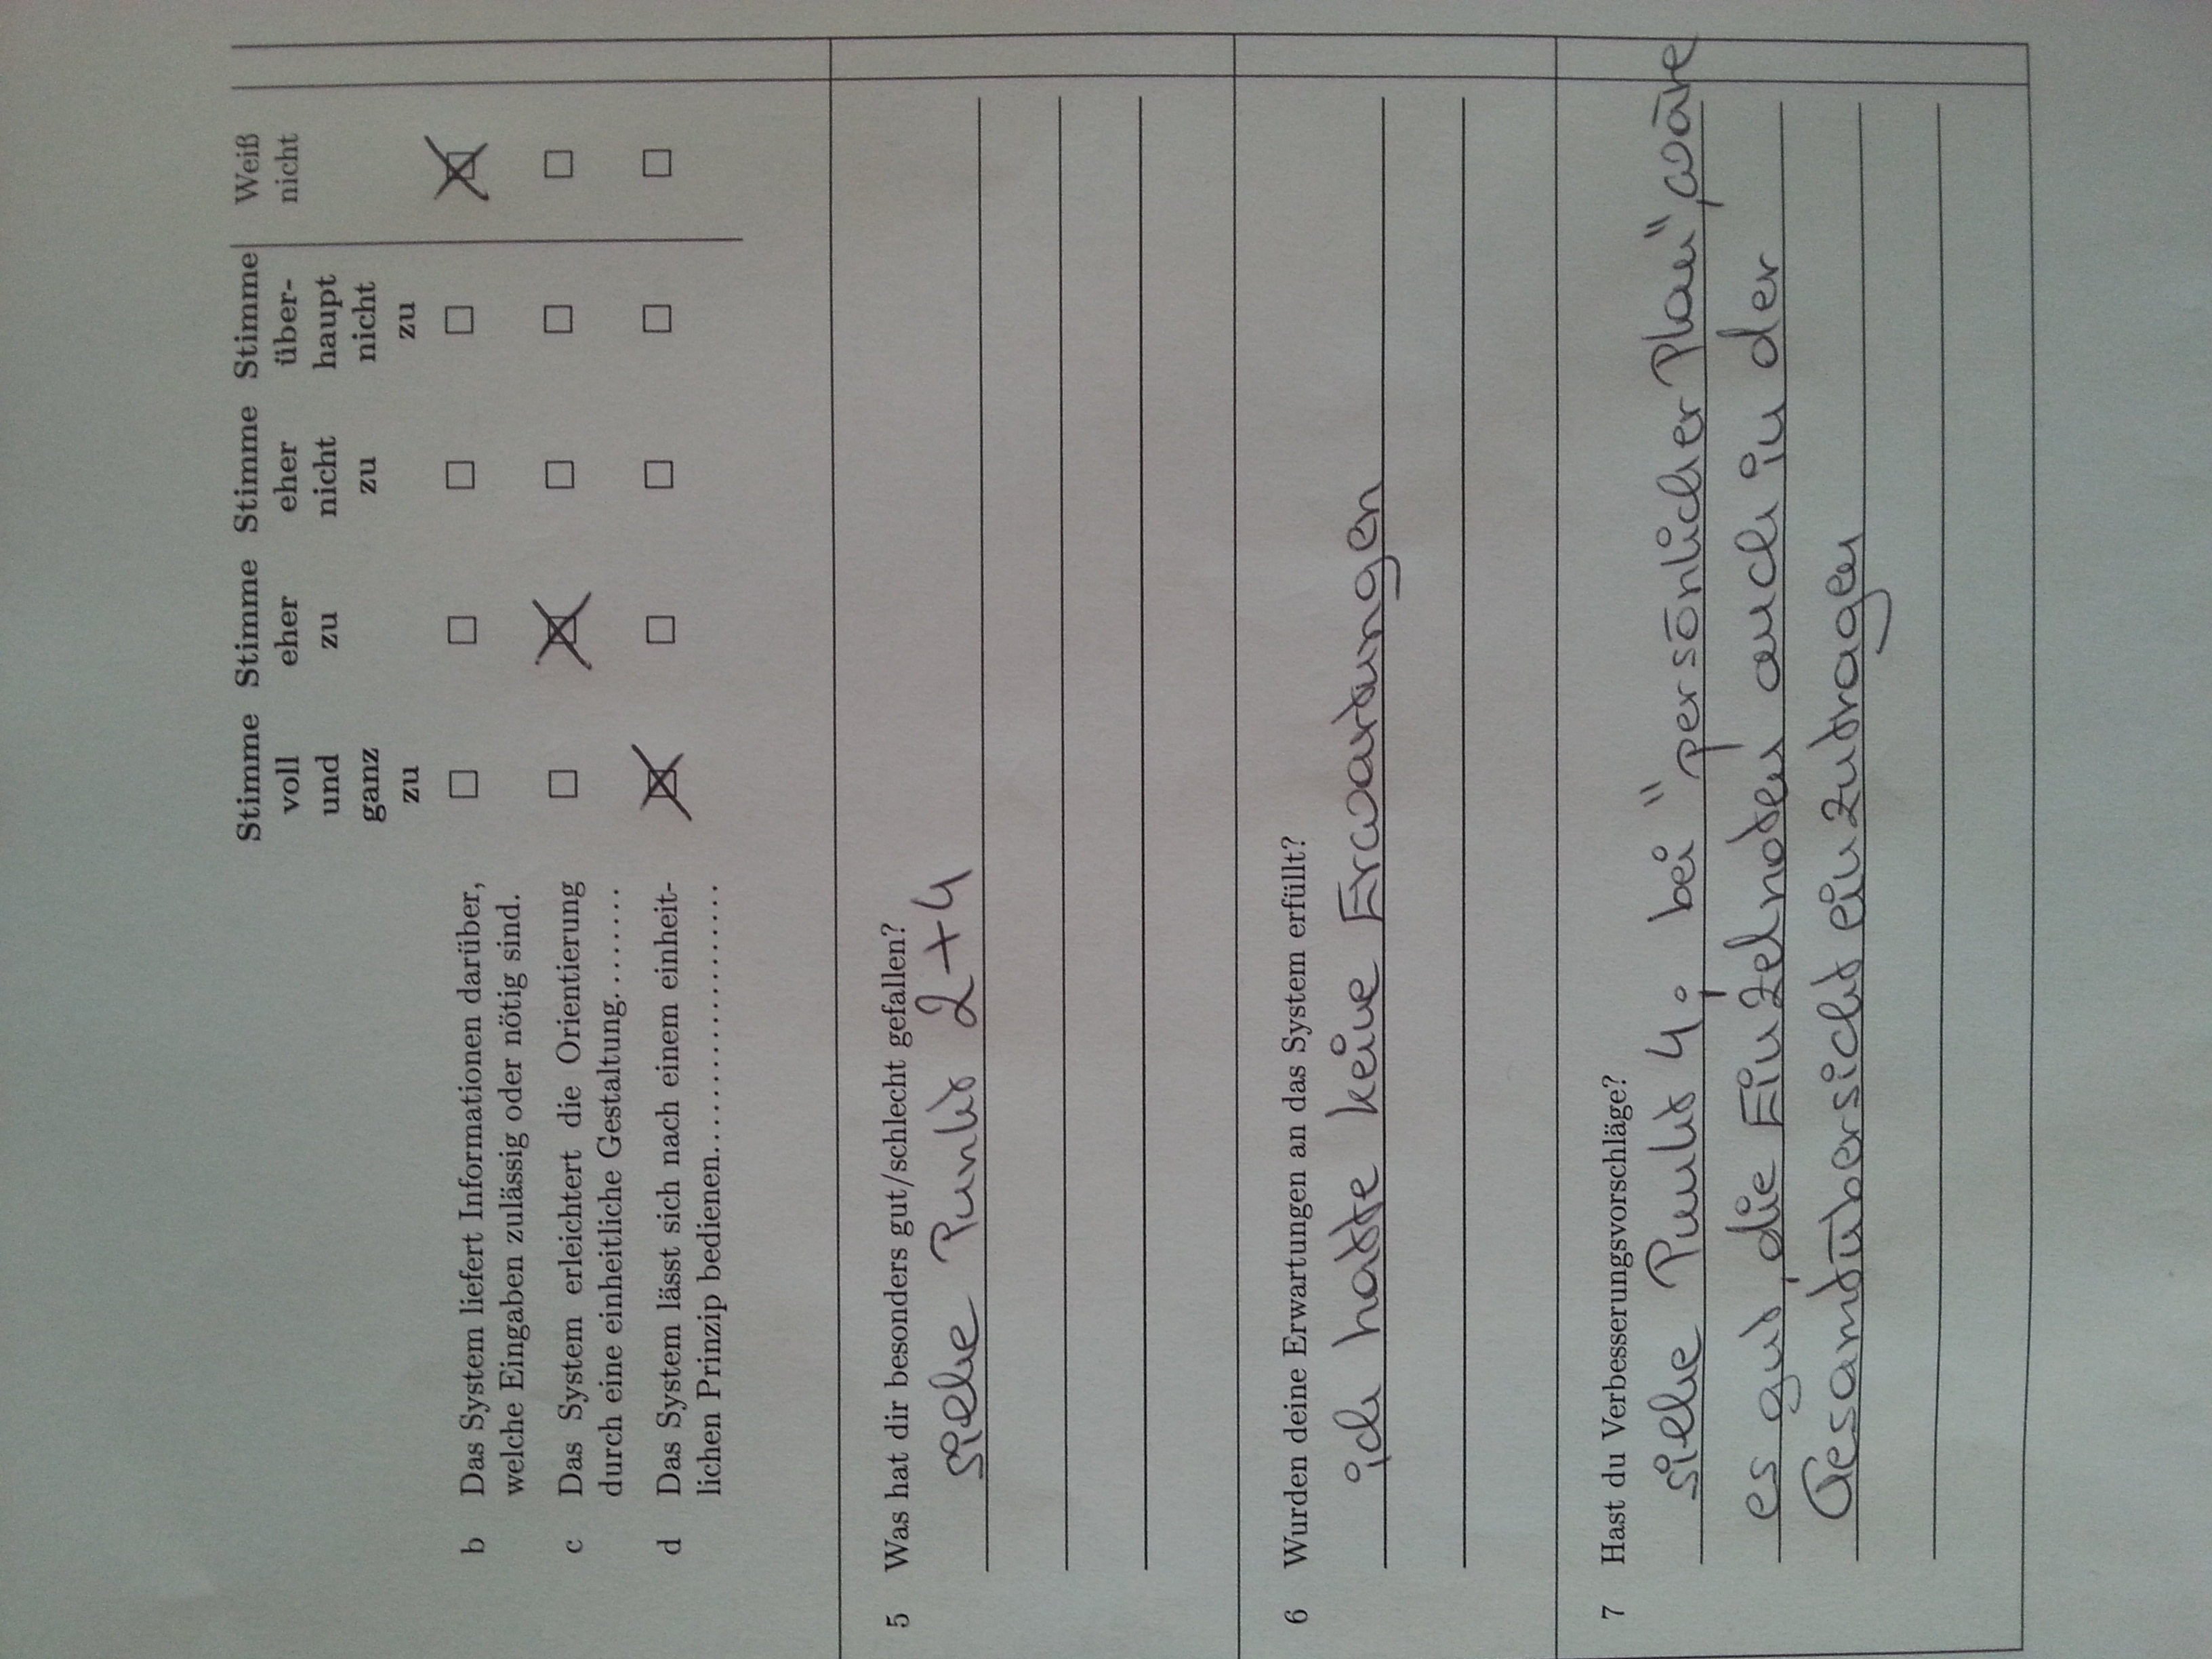 Stimme Stimme Stimme Stimme Weiß
voll eher eher über- nicht
und zu nicht haupt
ganz zu nicht
zu zu
b Das System liefert Informationen darüber,
welche Eingaben zulässig oder nötig sind.
c Das System erleichtert die Orientierung
durch eine einheitliche Gestaltung........
d Das System lässt sich nach einem einheit-
lichen Prinzip bedienen...................
5 Was hat dir besonders gut/schlecht gefallen?
siehe Punkt 2+4
6 Wurden deine Erwartungen an das System erfüllt?
ich hatte keine Erwartungen
7 Hast du Verbesserungsvorschläge?
siehe Punkt 4; bei "persönlicher Plan", wäre
es gut, die Einzelnoten auch in der
Gesamtübersicht einzutragen